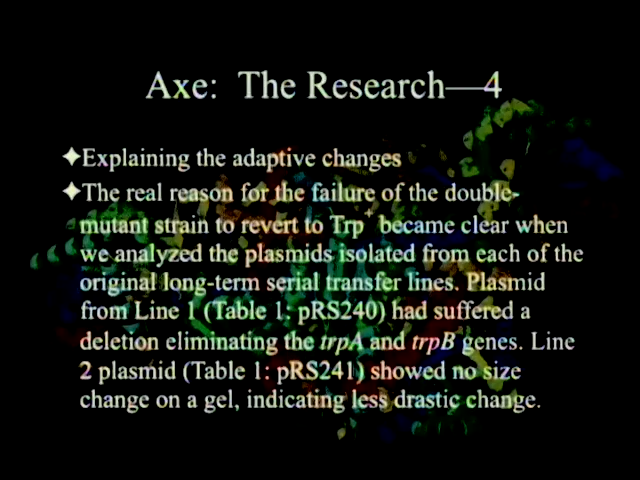 Axe: The Research—4
✦Explaining the adaptive changes
✦The real reason for the failure of the double-
mutant strain to revert to Trp+ became clear when
we analyzed the plasmids isolated from each of the
original long-term serial transfer lines. Plasmid
from Line 1 (Table 1: pRS240) had suffered a
deletion eliminating the trpA and trpB genes. Line
2 plasmid (Table 1: pRS241) showed no size
change on a gel, indicating less drastic change.